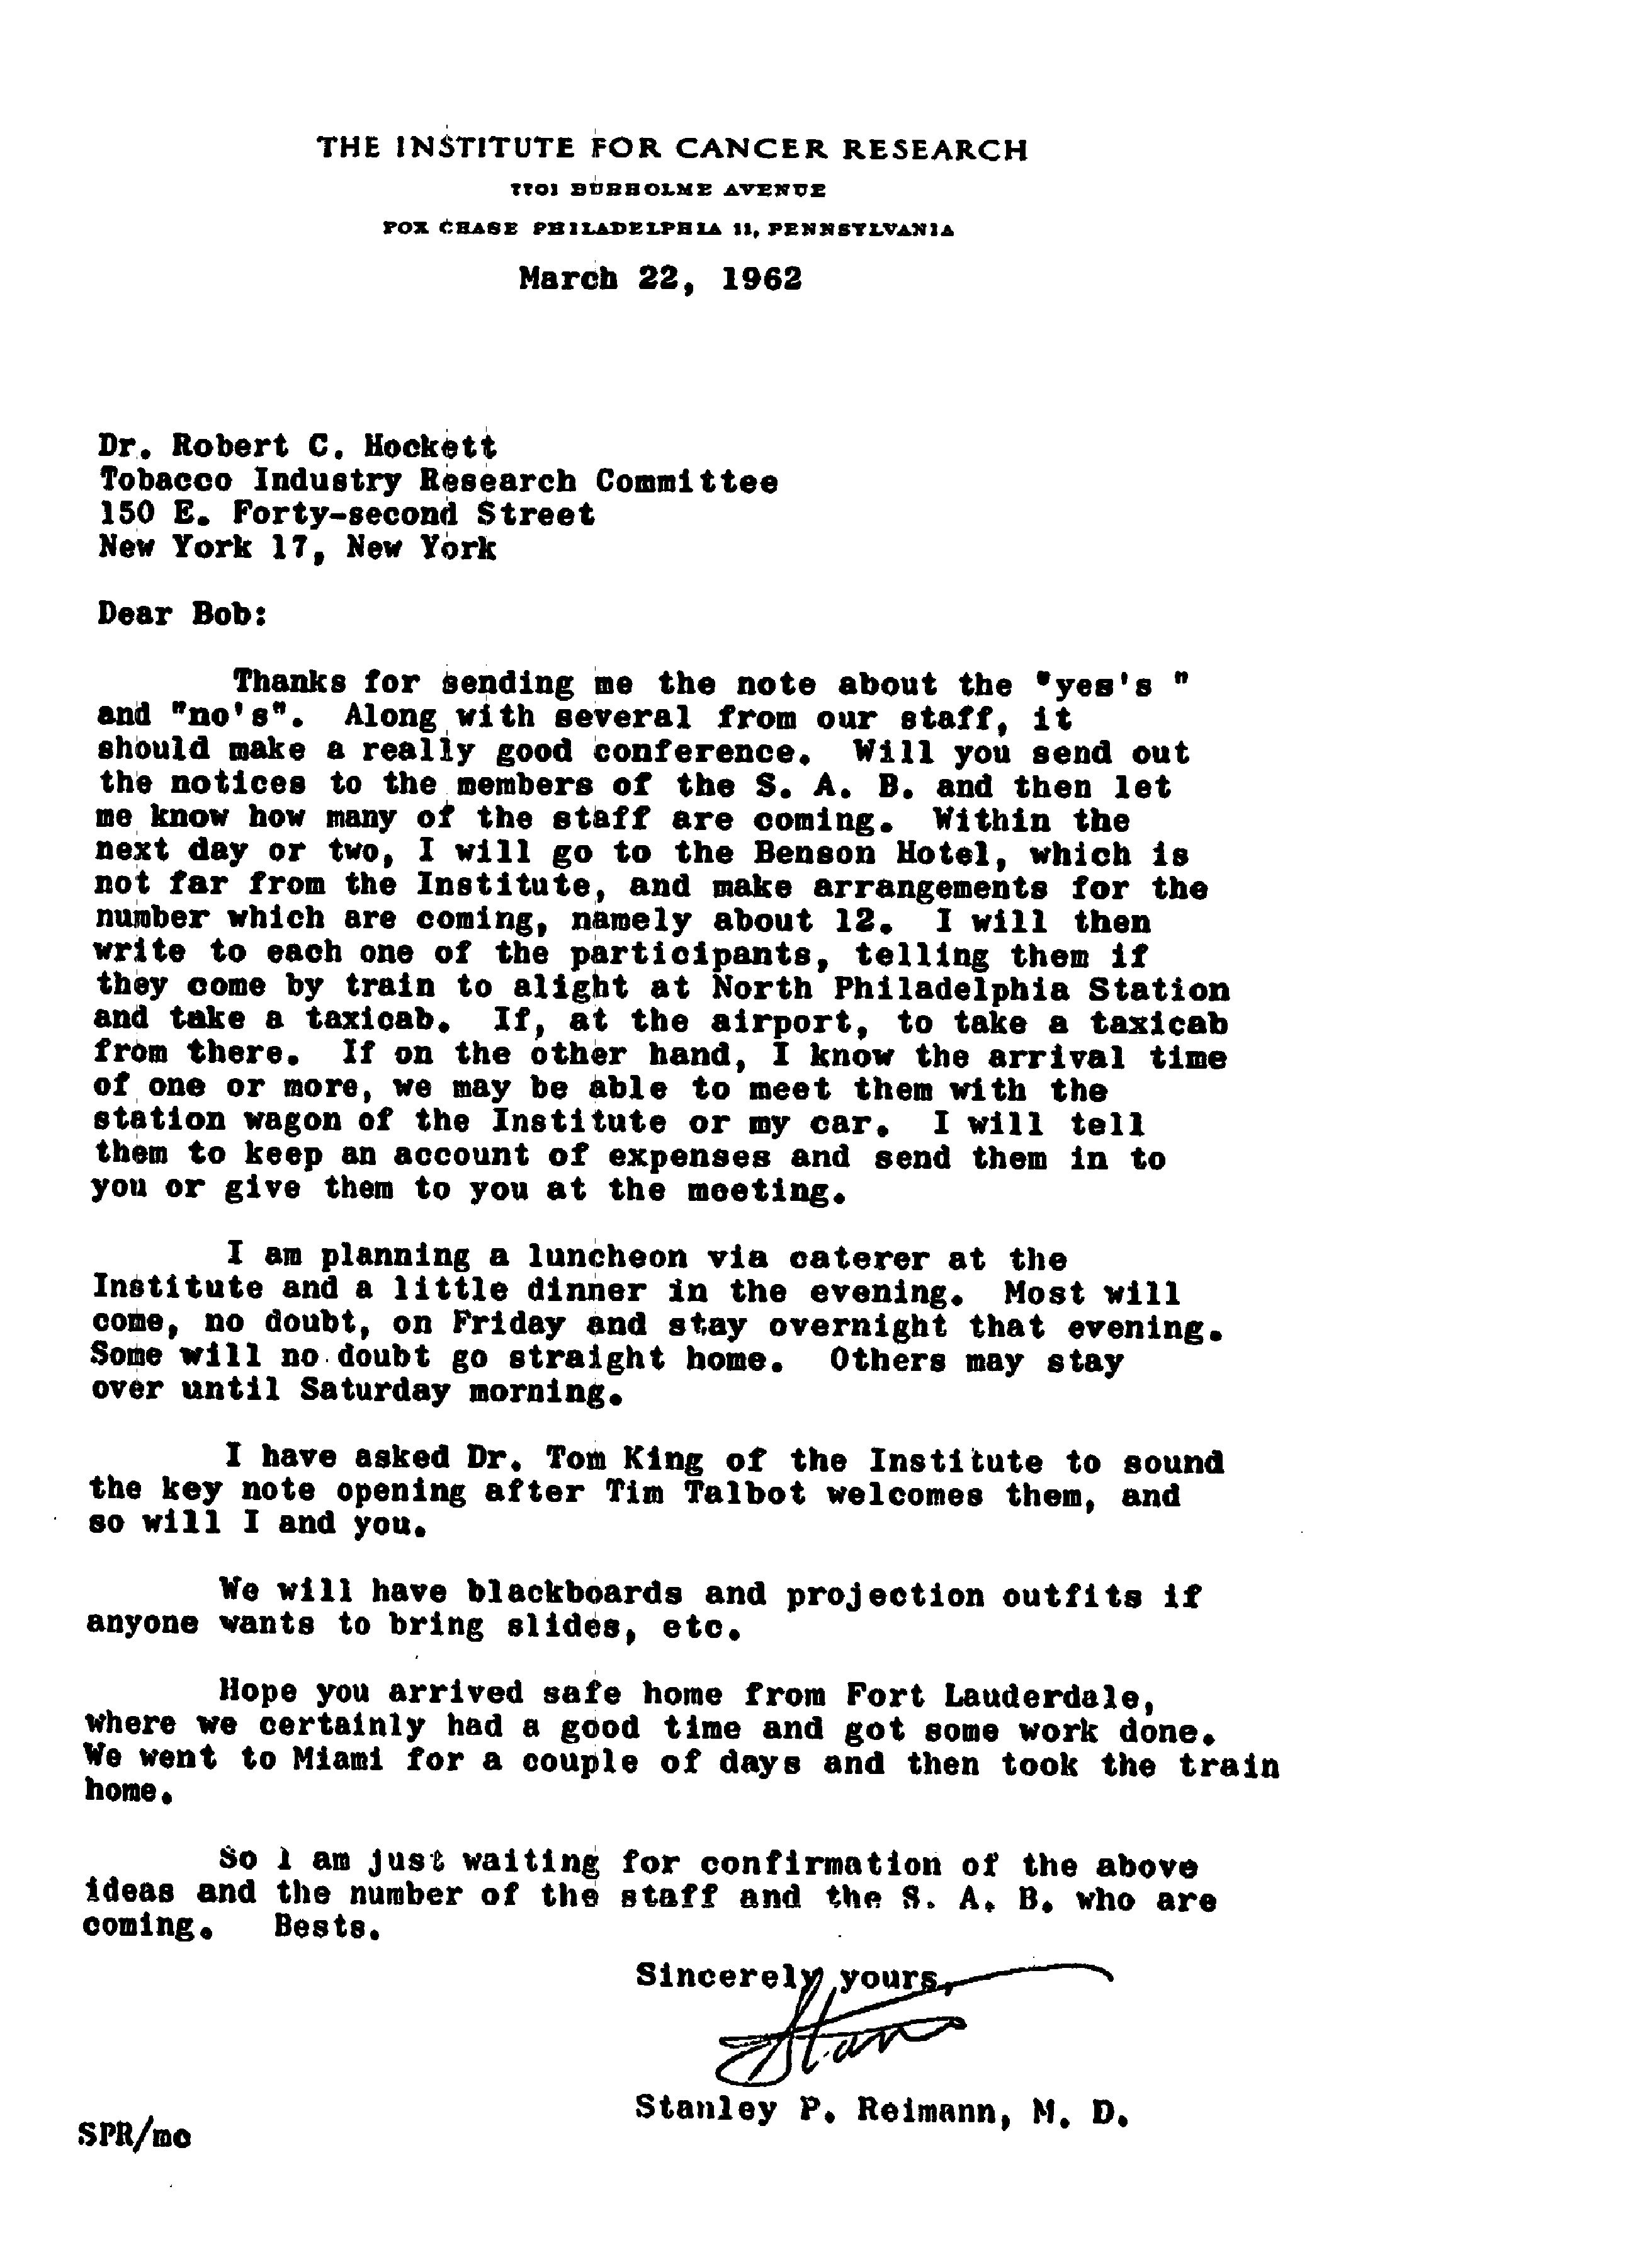 THE INSTITUTE FOR CANCER RESEARCH
7701 BURHOLME AVENUE
FOX CHASE PHILADELPHIA 11, PENNSYLVANIA
March 22, 1962
Dr. Robert C. Hockett
Tobacco Industry Research Committee
150 E. Forty-second Street
New York 17, New York
Dear Bob:
Thanks for sending me the note about the "yes's "
and "no's". Along with several from our staff, it
should make a really good conference. Will you send out
the notices to the members of the S. A. B. and then let
me know how many of the staff are coming. Within the
next day or two, I will go to the Benson Hotel, which is
not far from the Institute, and make arrangements for the
number which are coming, namely about 12. I will then
write to each one of the participants, telling them if
they come by train to alight at North Philadelphia Station
and take a taxicab. If, at the airport, to take a taxicab
from there. If on the other hand, I know the arrival time
of one or more, we may be able to meet them with the
station wagon of the Institute or my car. I will tell
them to keep an account of expenses and send them in to
you or give them to you at the meeting.
I am planning a luncheon via caterer at the
Institute and a little dinner in the evening. Most will
come, no doubt, on Friday and stay overnight that evening.
Some will no doubt go straight home. Others may stay
over until Saturday morning.
I have asked Dr. Tom King of the Institute to sound
the key note opening after Tim Talbot welcomes them, and
so will I and you.
We will have blackboards and projection outfits if
anyone wants to bring slides, etc.
Hope you arrived safe home from Fort Lauderdale,
where we certainly had a good time and got some work done.
We went to Miami for a couple of days and then took the train
home.
So I am just waiting for confirmation of the above
ideas and the number of the staff and the S. A. B. who are
coming. Bests.
Sincerely yours,
Stan
Stanley P. Reimann, M. D.
SPR/mc